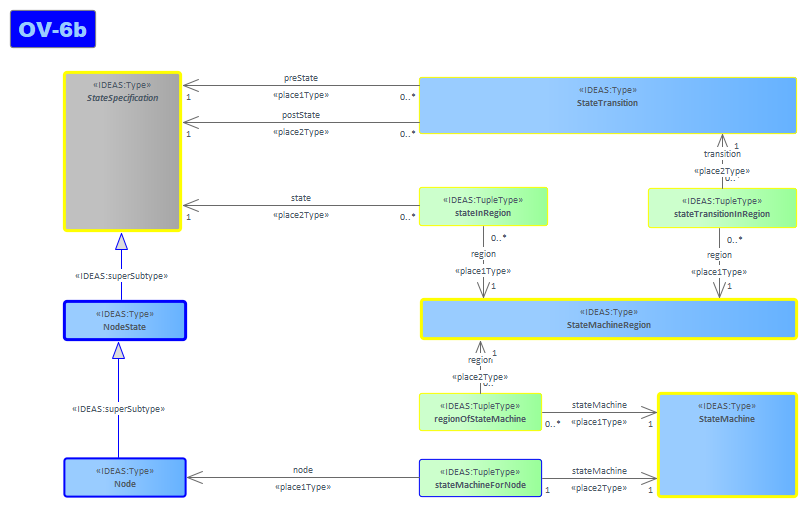 OV-6b
«IDEAS:Type»
StateSpecification
preState
«place1Type»
1
0..*
postState
«place2Type»
1
0..*
«IDEAS:Type»
StateTransition
1
transition
«place2Type»
0..*
state
«place2Type»
1
0..*
«IDEAS:TupleType»
stateInRegion
«IDEAS:TupleType»
stateTransitionInRegion
0..*
region
«place1Type»
1
0..*
region
«place1Type»
1
«IDEAS:superSubtype»
«IDEAS:Type»
NodeState
«IDEAS:Type»
StateMachineRegion
1
region
«place2Type»
0..
«IDEAS:superSubtype»
«IDEAS:TupleType»
regionOfStateMachine
stateMachine
0..*
«place1Type»
1
«IDEAS:Type»
StateMachine
«IDEAS:Type»
Node
node
«place1Type»
«IDEAS:TupleType»
stateMachineForNode
stateMachine
1
«place2Type»
1